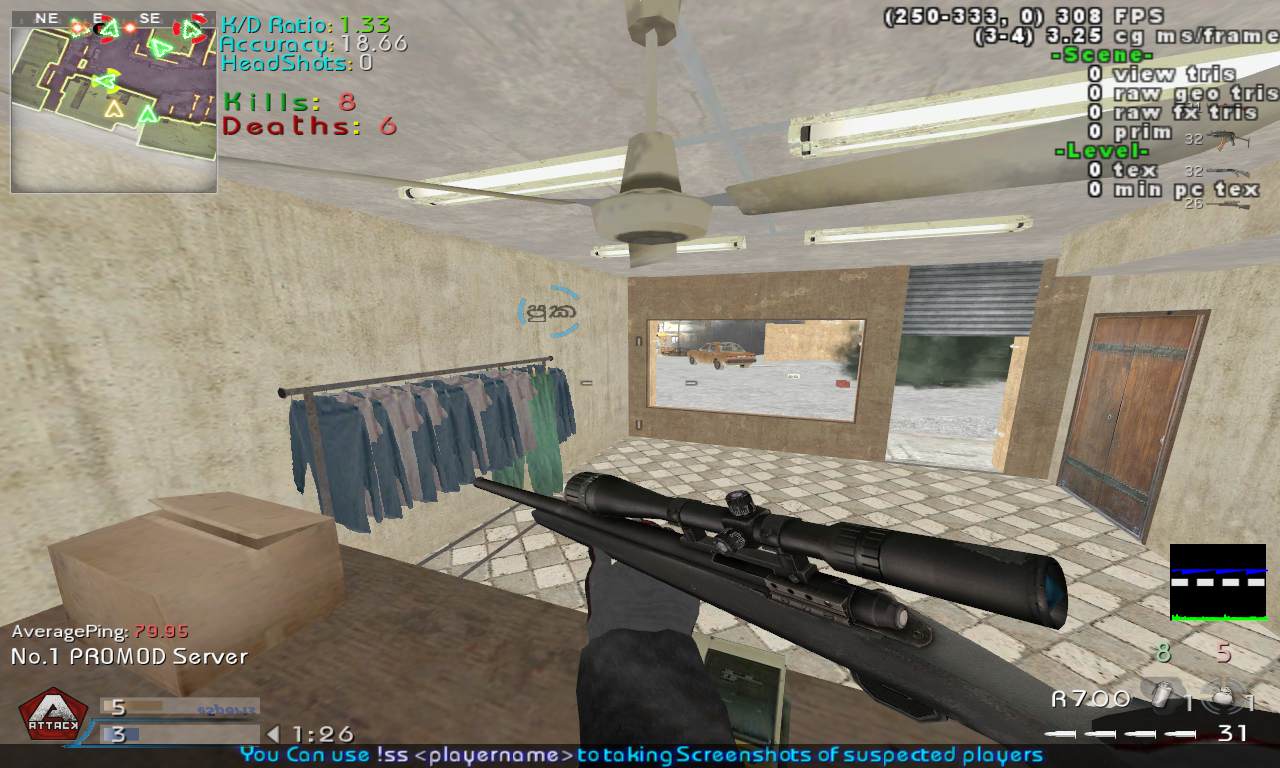 NE E SE S
K/D Ratio: 1.33
Accuracy: 18.66
HeadShots: 0
Kills: 8
Deaths: 6
(250-333, 0) 308 FPS
(3-4) 3.25 cg ms/frame
-Scene-
0 view tris
0 raw geo tris
0 raw fx tris
0 prim
32
-Level-
0 tex
32
0 min pc tex
26
AveragePing: 79.95
No.1 PROMOD Server
8 5
R700 1 1
31
ATTACK
5
3
1:26
You Can use !ss <playername> to taking Screenshots of suspected players